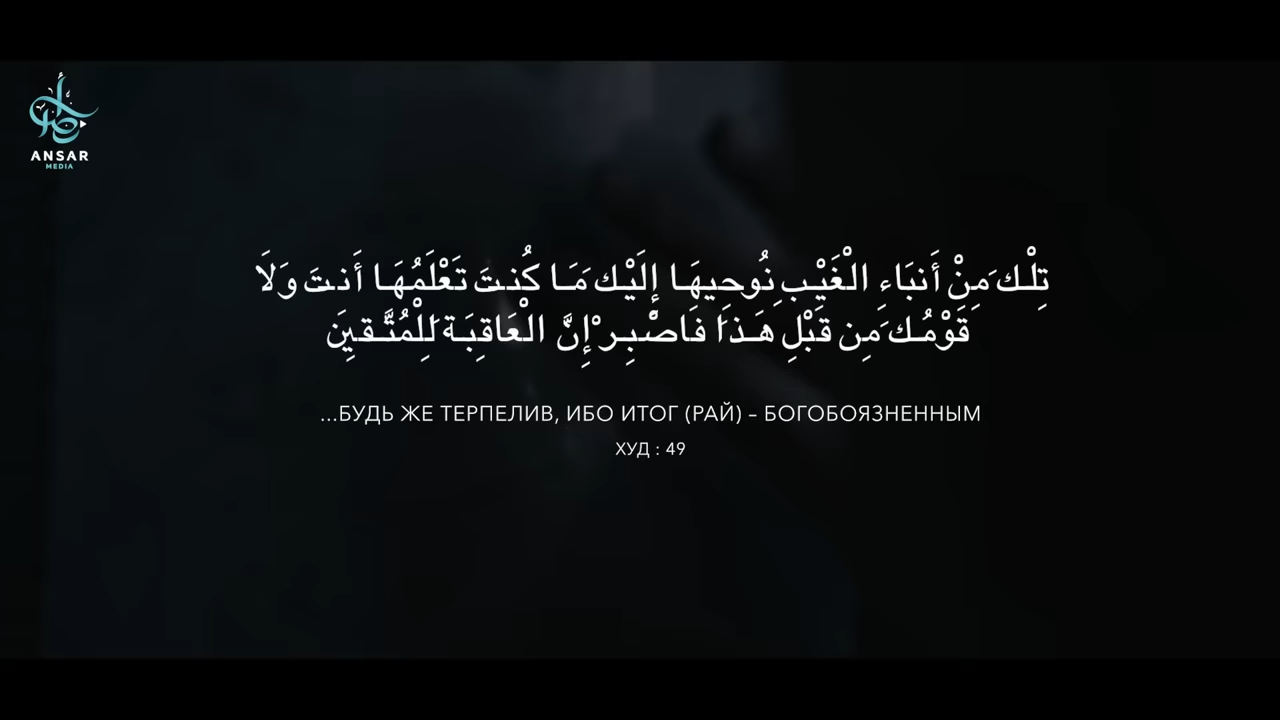 ANSAR
MEDIA
تِلْكَ مِنْ أَنبَاءِ الْغَيْبِ نُوحِيهَا إِلَيْكَ مَا كُنتَ تَعْلَمُهَا أَنتَ وَلَا
قَوْمُكَ مِن قَبْلِ هَذَا فَاصْبِرْ إِنَّ الْعَاقِبَةَ لِلْمُتَّقِينَ
...БУДЬ ЖЕ ТЕРПЕЛИВ, ИБО ИТОГ (РАЙ) – БОГОБОЯЗНЕННЫМ
ХУД : 49